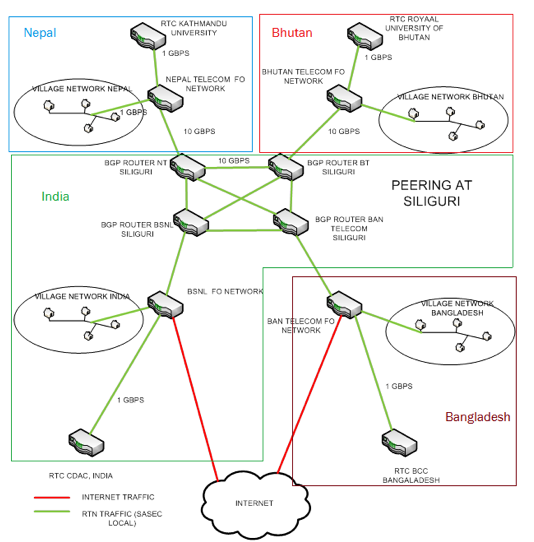 Nepal
RTC KATHMANDU
UNIVERSITY
1 GBPS
NEPAL TELECOM FO
NETWORK
VILLAGE NETWORK NEPAL
1 GBPS
10 GBPS
Bhutan
RTC ROYAAL
UNIVERSITY OF
BHUTAN
1 GBPS
BHUTAN TELECOM FO
NETWORK
VILLAGE NETWORK BHUTAN
10 GBPS
BGP ROUTER NT
SILIGURI
10 GBPS
BGP ROUTER BT
SILIGURI
PEERING AT
SILIGURI
India
BGP ROUTER BSNL
SILIGURI
BGP ROUTER BAN
TELECOM
SILIGURI
BSNL FO NETWORK
VILLAGE NETWORK INDIA
BAN TELECOM FO
NETWORK
VILLAGE NETWORK
BANGLADESH
1 GBPS
1 GBPS
Bangladesh
RTC CDAC, INDIA
RTC BCC
BANGALADESH
INTERNET
INTERNET TRAFFIC
RTN TRAFFIC (SASEC
LOCAL)